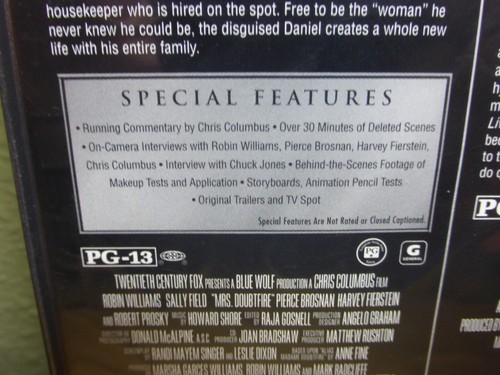 housekeeper who is hired on the spot. Free to be the "woman" he
never knew he could be, the disguised Daniel creates a whole new
life with his entire family.
SPECIAL FEATURES
• Running Commentary by Chris Columbus • Over 30 Minutes of Deleted Scenes
• On-Camera Interviews with Robin Williams, Pierce Brosnan, Harvey Fierstein,
Chris Columbus • Interview with Chuck Jones • Behind-the-Scenes Footage of
Makeup Tests and Application • Storyboards, Animation Pencil Tests
• Original Trailers and TV Spot
Special Features Are Not Rated or Closed Captioned.
PG-13
PG
G
GENERAL
TWENTIETH CENTURY FOX PRESENTS A BLUE WOLF PRODUCTION A CHRIS COLUMBUS FILM
ROBIN WILLIAMS SALLY FIELD "MRS. DOUBTFIRE" PIERCE BROSNAN HARVEY FIERSTEIN
AND ROBERT PROSKY MUSIC BY HOWARD SHORE EDITED BY RAJA GOSNELL PRODUCTION DESIGNER ANGELO GRAHAM
DIRECTOR OF PHOTOGRAPHY DONALD McALPINE A.S.C. CO PRODUCER JOAN BRADSHAW EXECUTIVE PRODUCER MATTHEW RUSHTON
SCREENPLAY BY RANDI MAYEM SINGER AND LESLIE DIXON BASED UPON "ALIAS MADAME DOUBTFIRE" BY ANNE FINE
MARSHA GARCES WILLIAMS ROBIN WILLIAMS AND MARK RADCLIFFE